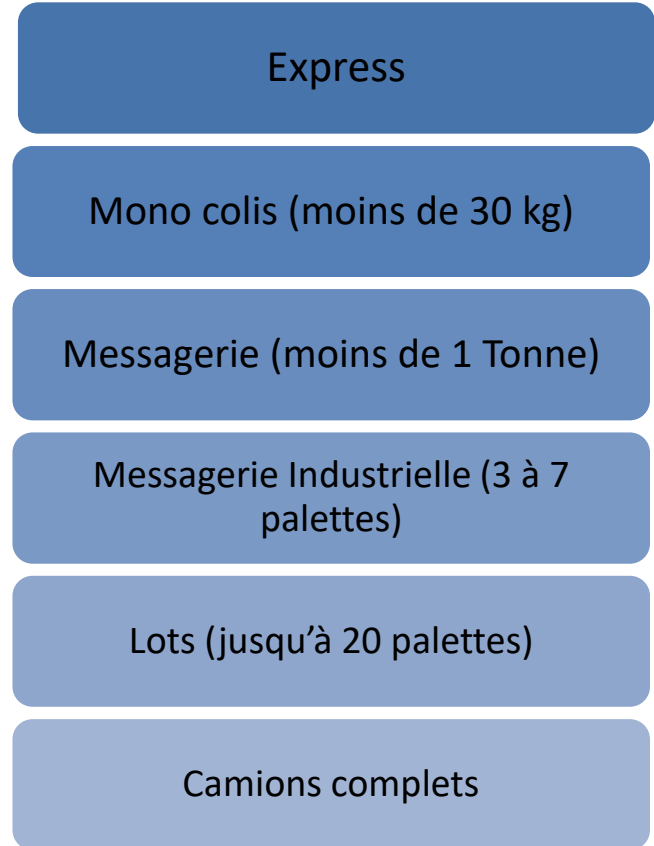 Express
Mono colis (moins de 30 kg)
Messagerie (moins de 1 Tonne)
Messagerie Industrielle (3 à 7
palettes)
Lots (jusqu’à 20 palettes)
Camions complets